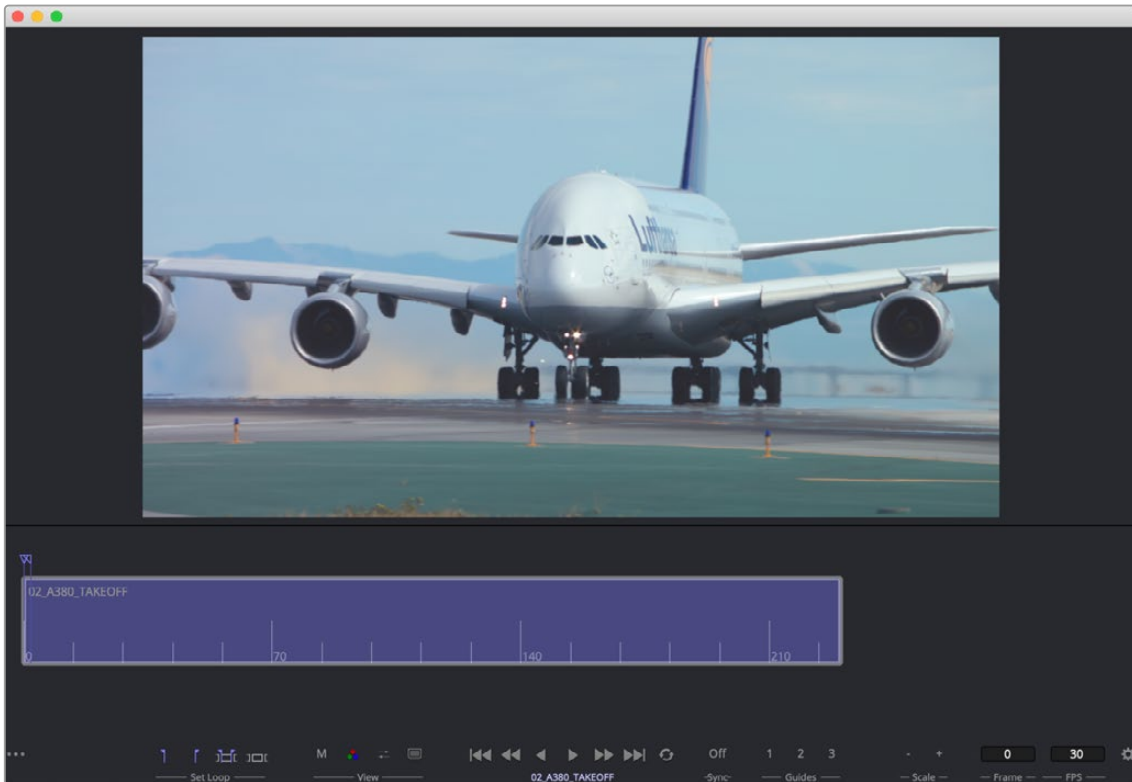 Lufthansa
02_A380_TAKEOFF
0 70 140 210
M Off 1 2 3 - + 0 30
Set Loop View 02_A380_TAKEOFF Sync Guides Scale Frame FPS